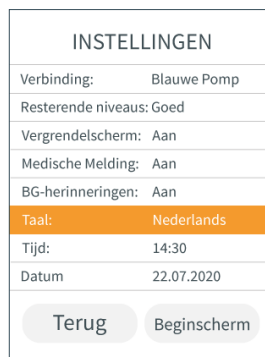 INSTELLINGEN
Verbinding: Blauwe Pomp
Resterende niveaus: Goed
Vergrendelscherm: Aan
Medische Melding: Aan
BG-herinneringen: Aan
Taal: Nederlands
Tijd: 14:30
Datum 22.07.2020
Terug Beginscherm